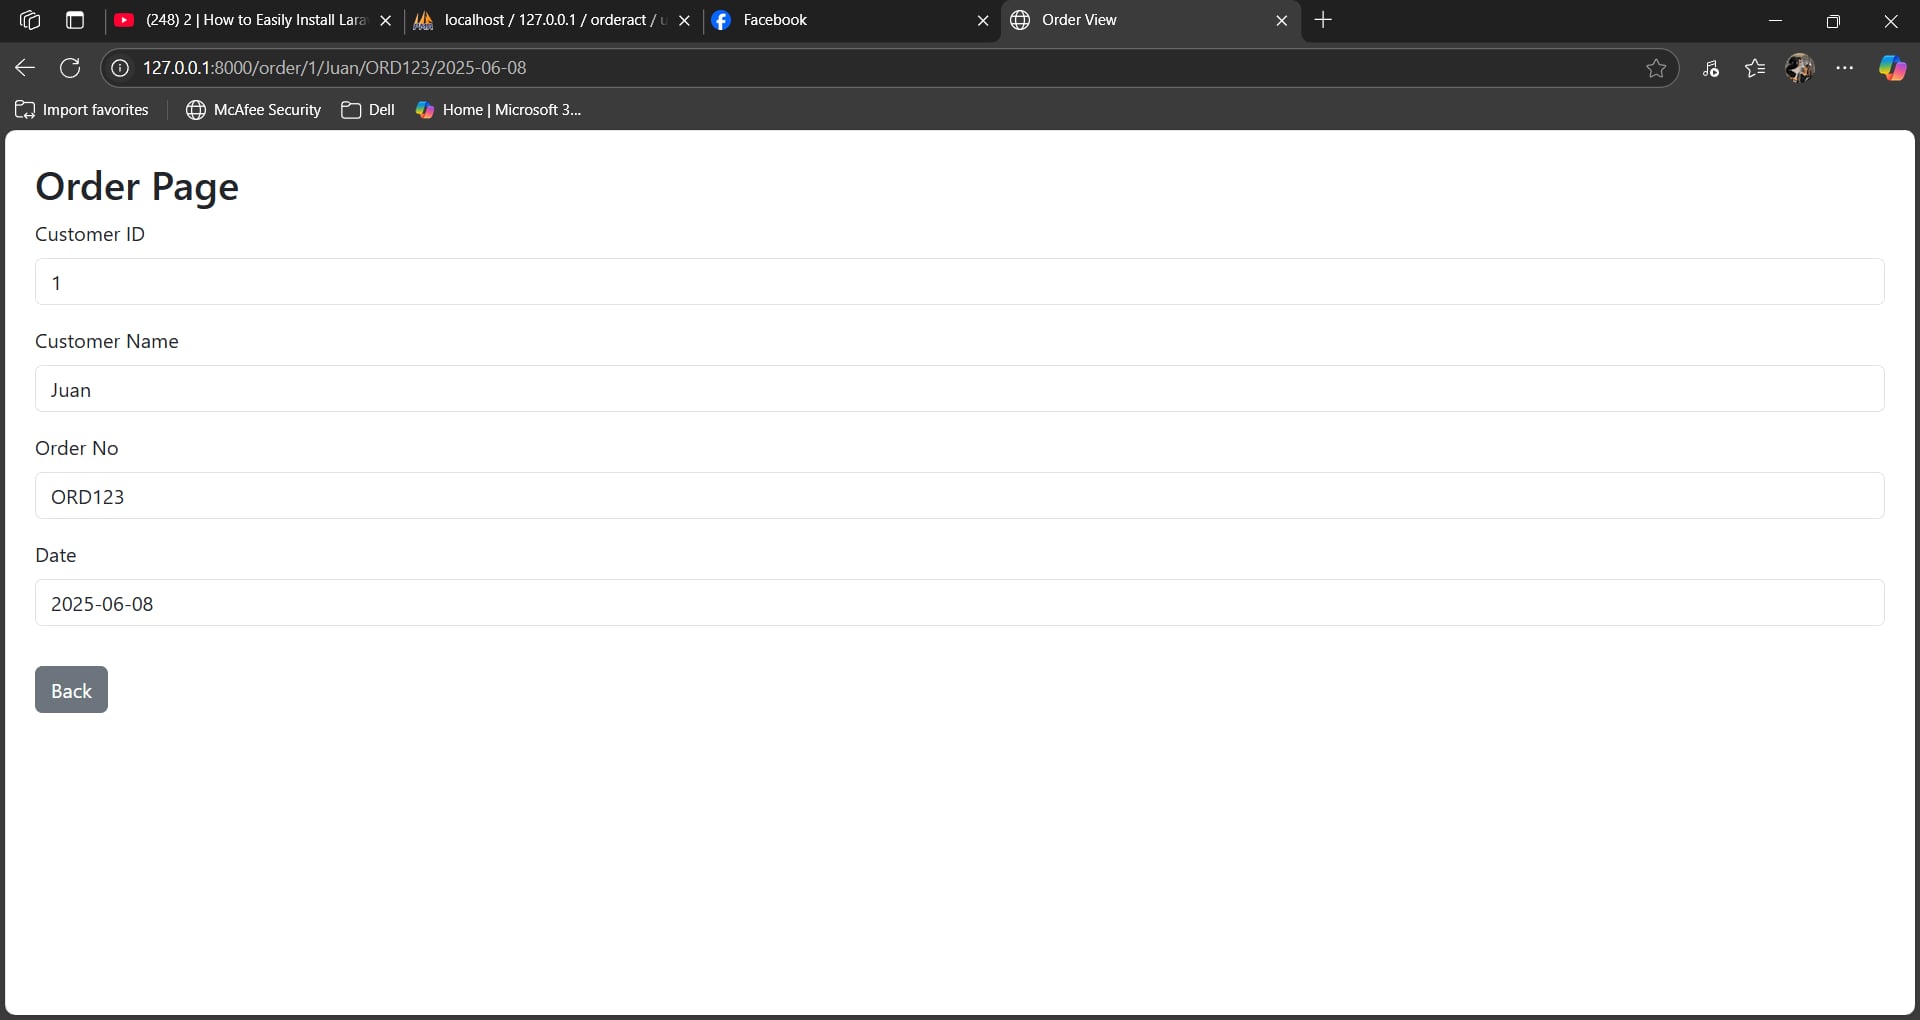 (248) 2 | How to Easily Install Lara
localhost / 127.0.0.1 / orderact / u
Facebook
Order View
127.0.0.1:8000/order/1/Juan/ORD123/2025-06-08
Import favorites
McAfee Security
Dell
Home | Microsoft 3...
Order Page
Customer ID
1
Customer Name
Juan
Order No
ORD123
Date
2025-06-08
Back